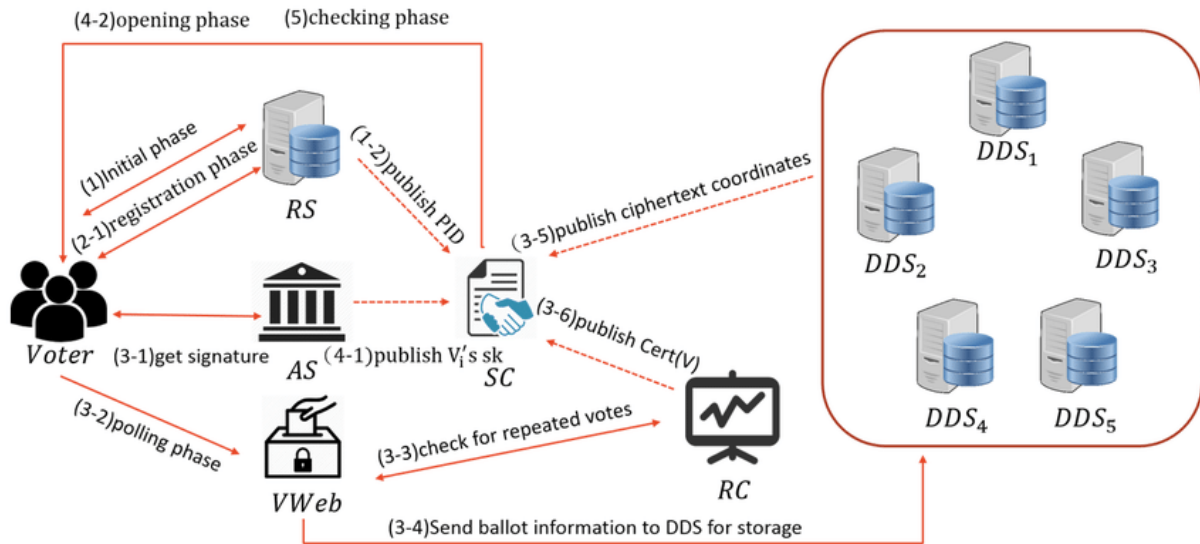 (4-2)opening phase
(5)checking phase
(1)Initial phase
(2-1)registration phase
RS
(1-2)publish PID
(3-5)publish ciphertext coordinates
DDS₁
DDS₂
DDS₃
DDS₄
DDS₅
Voter
(3-1)get signature
AS
(4-1)publish Vᵢ′s sk
SC
(3-6)publish Cert(V)
(3-2)polling phase
VWeb
(3-3)check for repeated votes
RC
(3-4)Send ballot information to DDS for storage